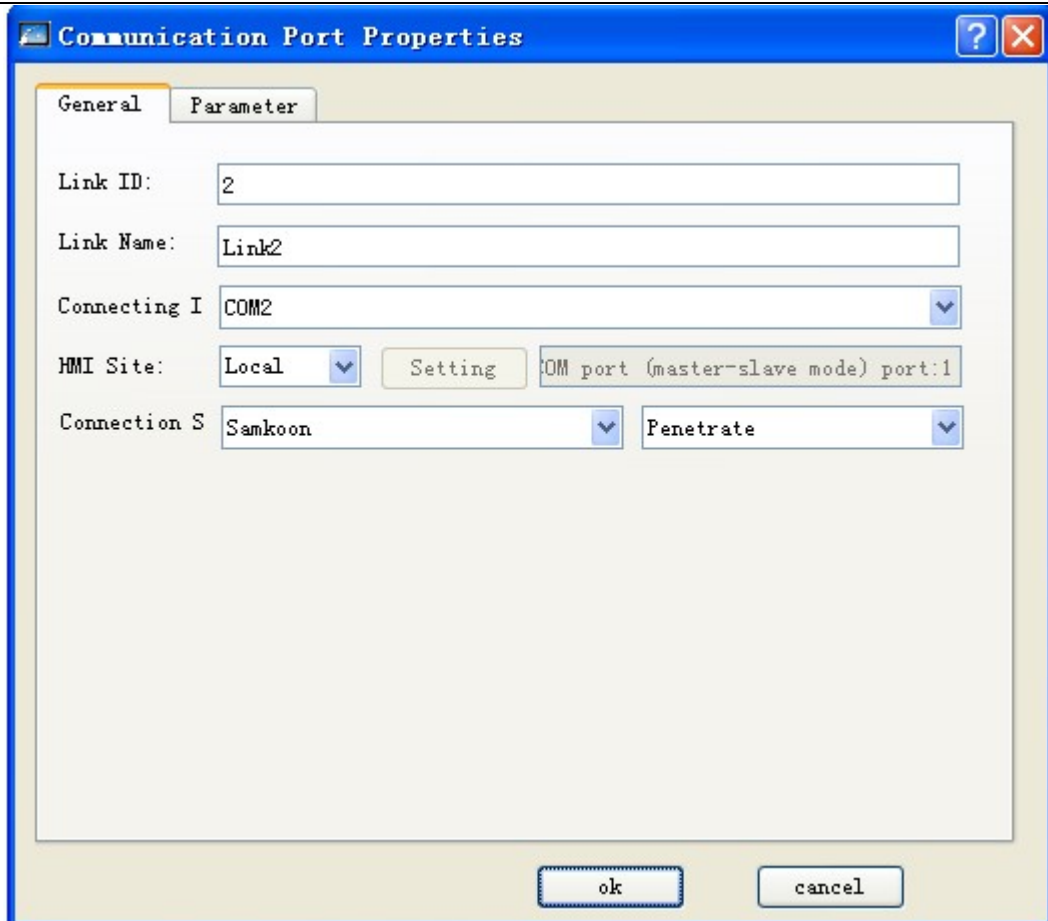 Communication Port Properties
General Parameter
Link ID: 2
Link Name: Link2
Connecting I COM2
HMI Site: Local Setting OM port (master-slave mode) port:1
Connection S Samkoon Penetrate
ok cancel